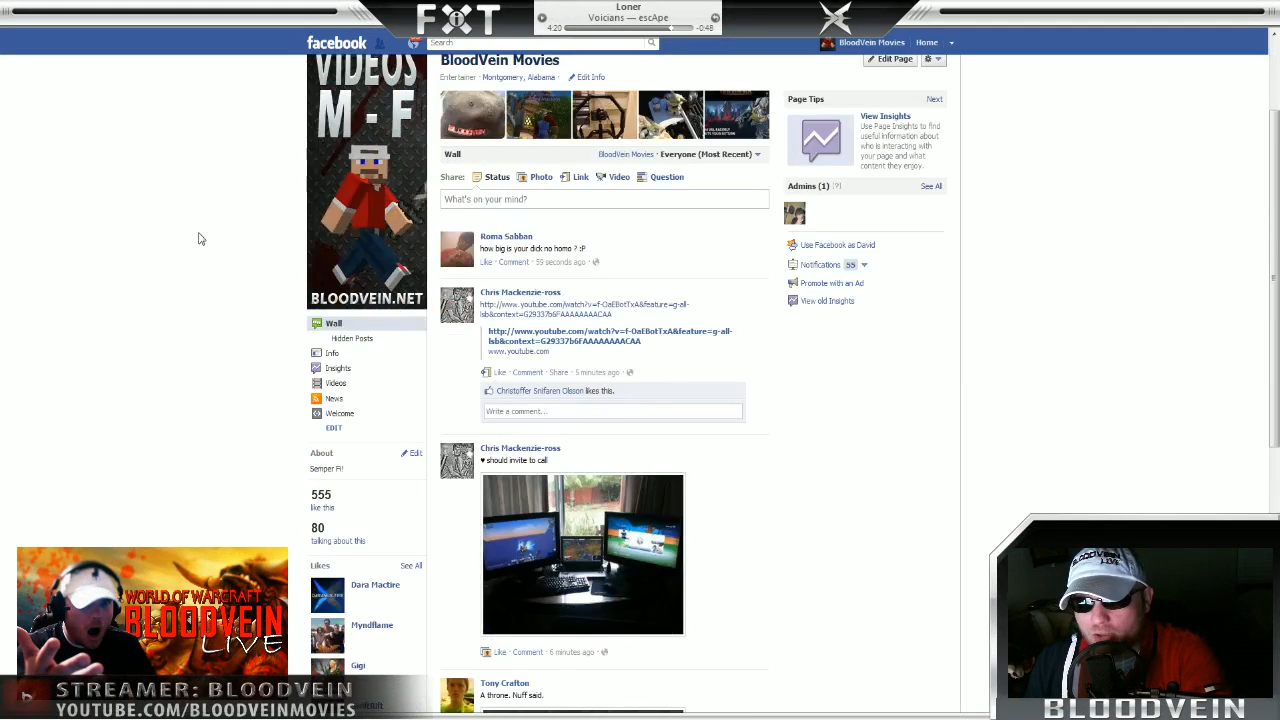 FXT
Loner
Voicians — escApe
4:20
-0:48
facebook
Search
BloodVein Movies
Home
VIDEOS
M - F
BLOODVEIN.NET
BloodVein Movies
Entertainer · Montgomery, Alabama · Edit Info
Edit Page
Wall
BloodVein Movies · Everyone (Most Recent)
Share: Status Photo Link Video Question
What's on your mind?
Roma Sabban
how big is your dick no homo ? :P
Like · Comment · 59 seconds ago ·
Chris Mackenzie-ross
http://www.youtube.com/watch?v=f-OaEBotTxA&feature=g-all-
lsb&context=G29337b6FAAAAAAAACAA
http://www.youtube.com/watch?v=f-OaEBotTxA&feature=g-all-
lsb&context=G29337b6FAAAAAAAACAA
www.youtube.com
Like · Comment · Share · 5 minutes ago ·
Christoffer Snifaren Olsson likes this.
Write a comment...
Chris Mackenzie-ross
♥ should invite to call
Like · Comment · 6 minutes ago ·
Tony Crafton
A throne. Nuff said.
Page Tips
Next
View Insights
Use Page Insights to find
useful information about
who is interacting with
your page and what
content they enjoy.
Admins (1) [?]
See All
Use Facebook as David
Notifications 55
Promote with an Ad
View old Insights
Wall
Hidden Posts
Info
Insights
Videos
News
Welcome
EDIT
About
Edit
Semper Fi!
555
like this
80
talking about this
Likes
See All
Dara Mactire
Myndflame
Gigi
WORLD OF WARCRAFT
BLOODVEIN
LIVE
STREAMER: BLOODVEIN
YOUTUBE.COM/BLOODVEINMOVIES
BLOODVEIN
LIVE
BLOODVEIN